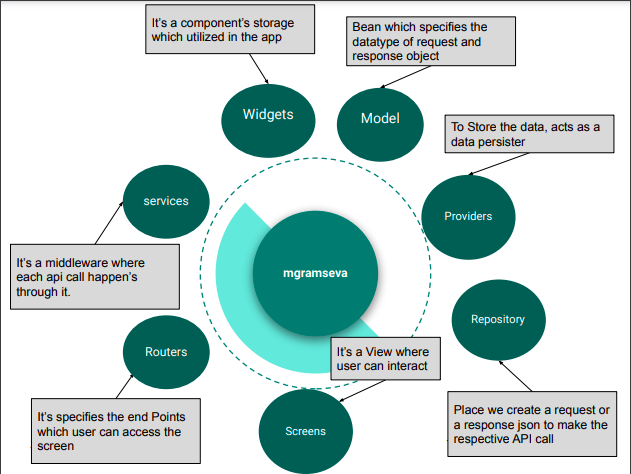 It's a component's storage
which utilized in the app
Bean which specifies the
datatype of request and
response object
Widgets
Model
To Store the data, acts as a
data persister
services
Providers
It's a middleware where
each api call happen's
through it.
mgramseva
Repository
Routers
It's a View where
user can interact
It's specifies the end Points
which user can access the
screen
Screens
Place we create a request or
a response json to make the
respective API call